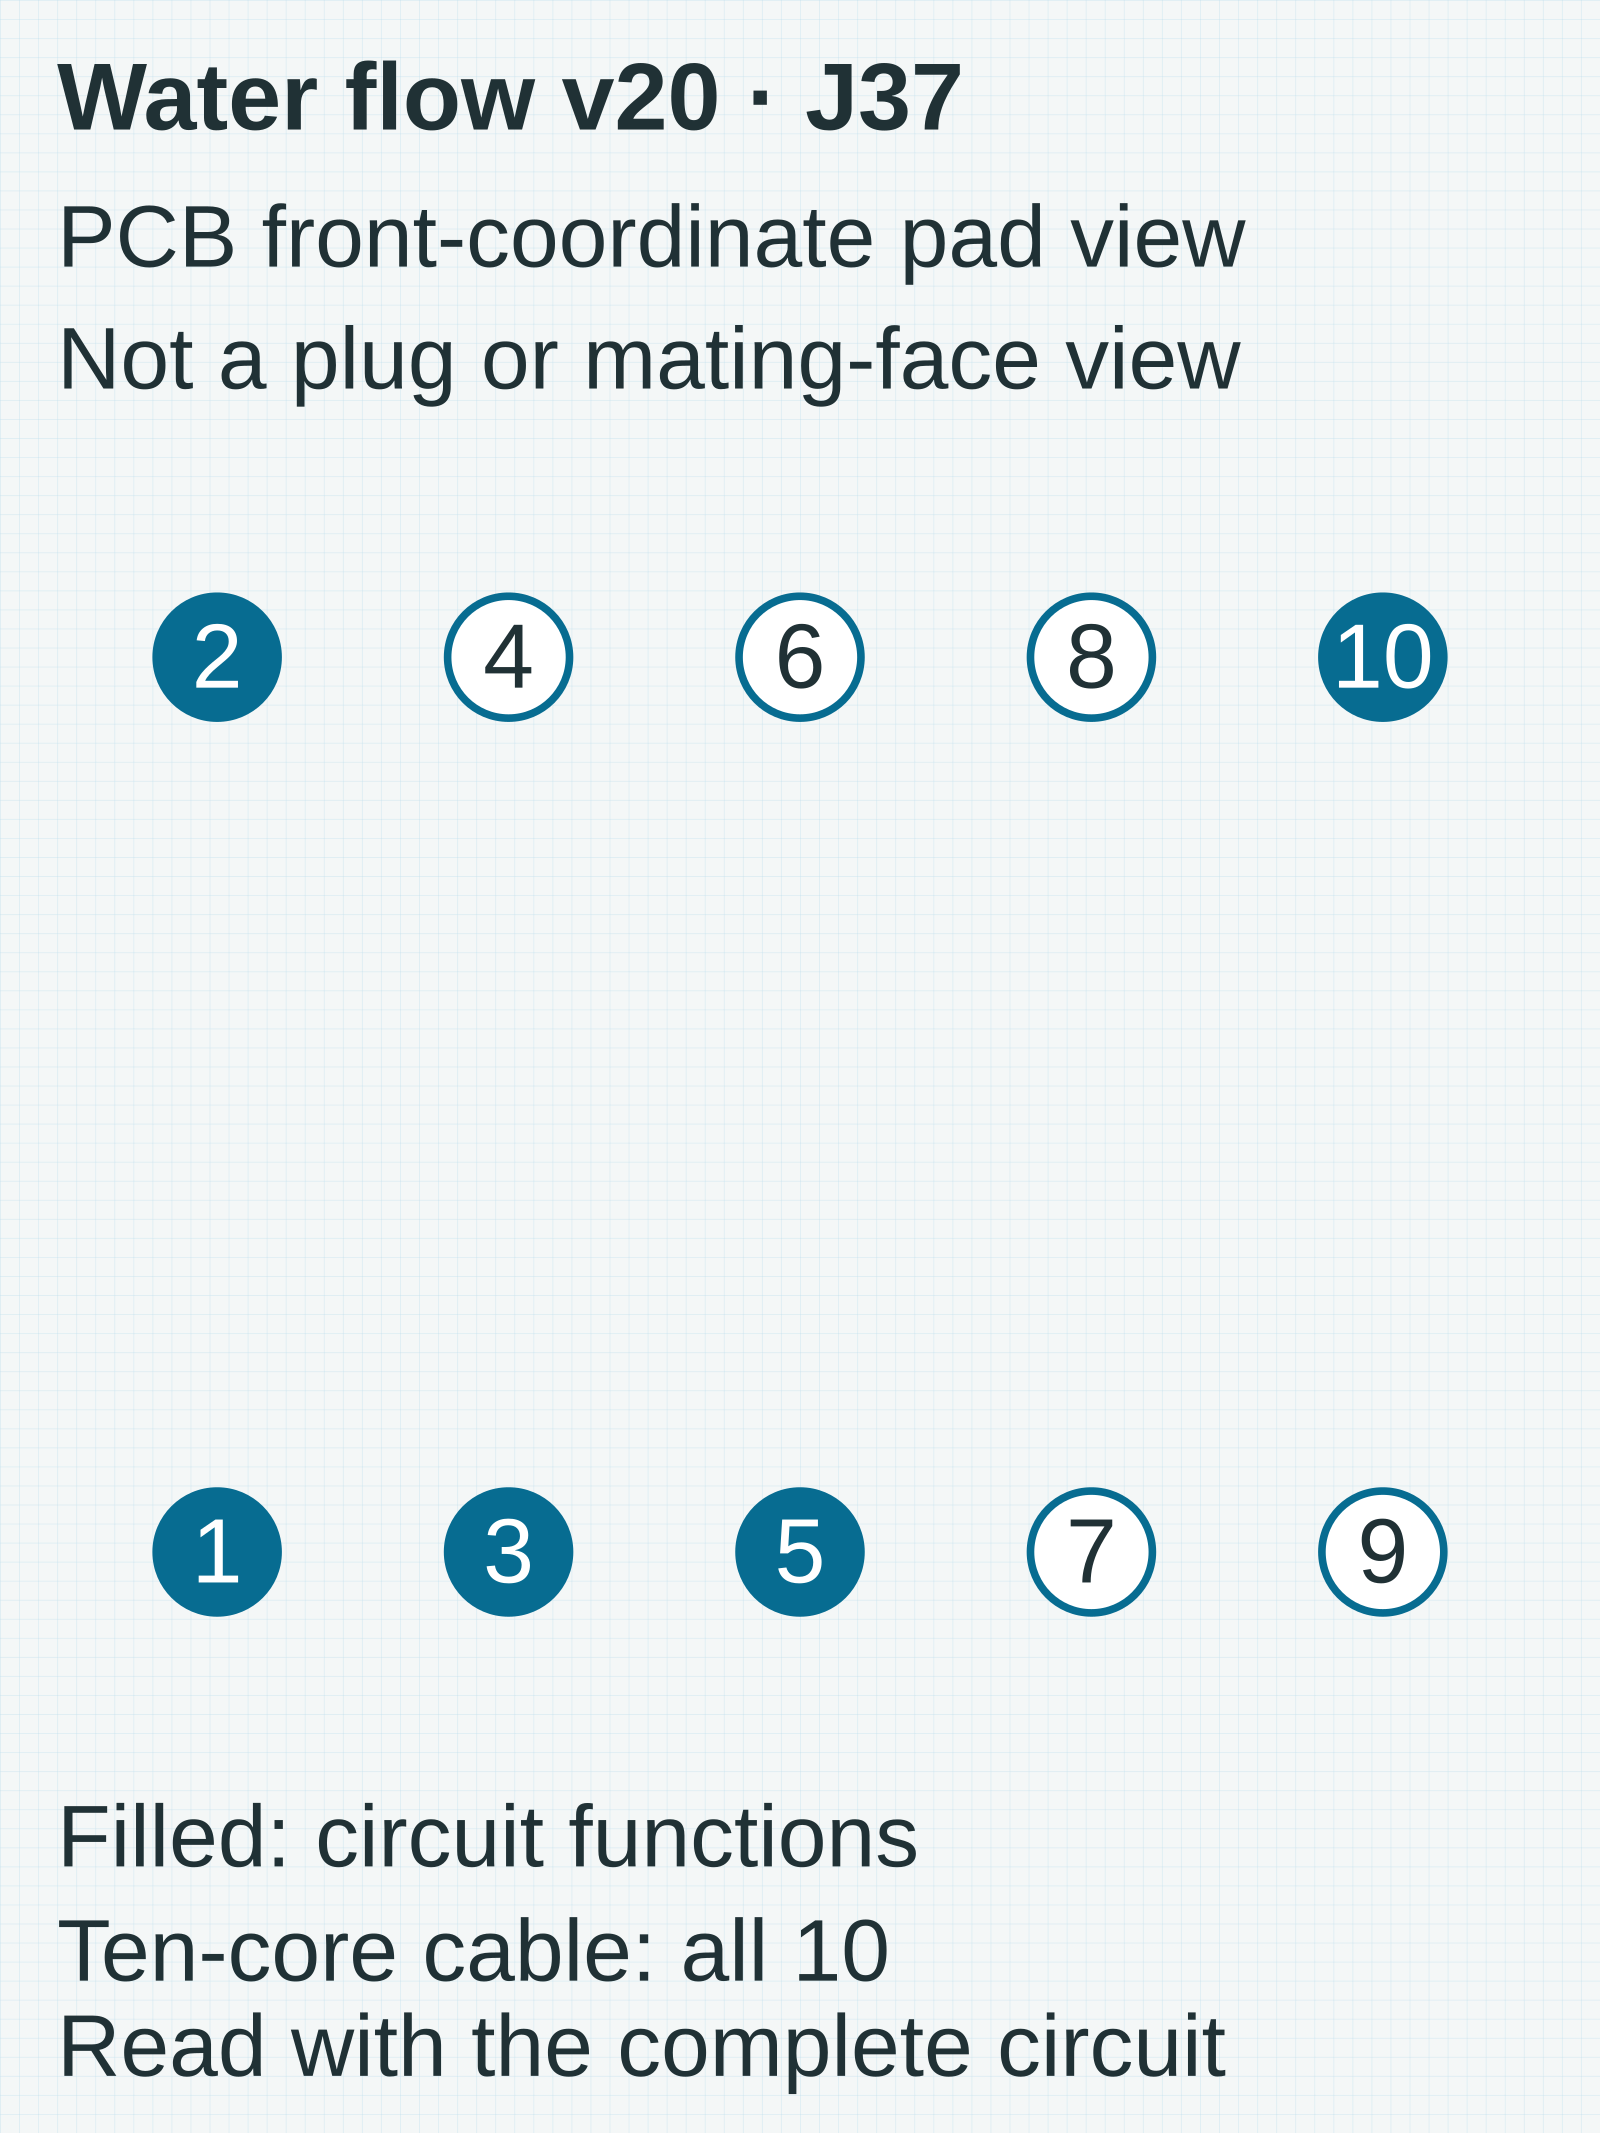 Water flow v20 · J37
PCB front-coordinate pad view
Not a plug or mating-face view
2 4 6 8 10
1 3 5 7 9
Filled: circuit functions
Ten-core cable: all 10
Read with the complete circuit